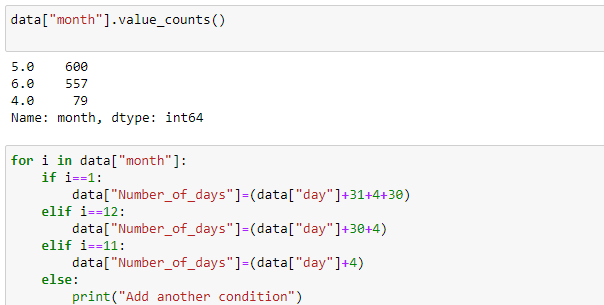 data["month"].value_counts()
5.0    600
6.0    557
4.0     79
Name: month, dtype: int64
for i in data["month"]:
    if i==1:
        data["Number_of_days"]=(data["day"]+31+4+30)
    elif i==12:
        data["Number_of_days"]=(data["day"]+30+4)
    elif i==11:
        data["Number_of_days"]=(data["day"]+4)
    else:
        print("Add another condition")